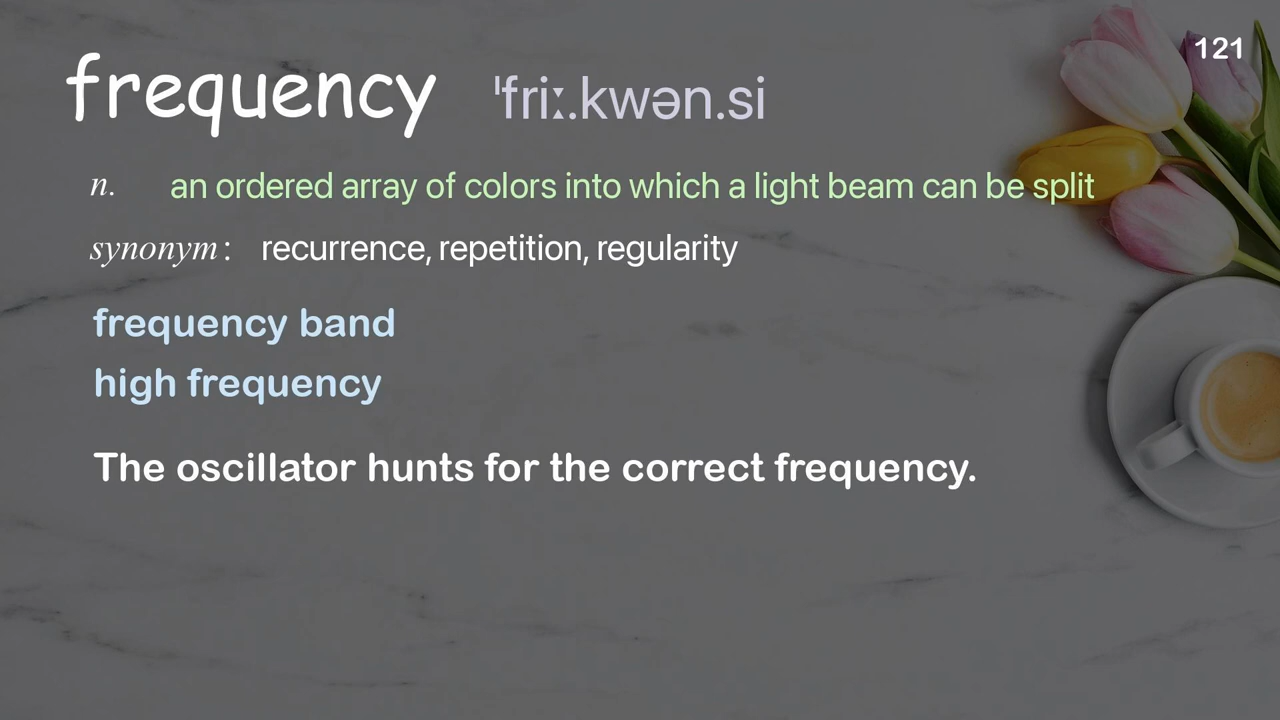 121
frequency ˈfriː.kwən.si
n. an ordered array of colors into which a light beam can be split
synonym: recurrence, repetition, regularity
frequency band
high frequency
The oscillator hunts for the correct frequency.